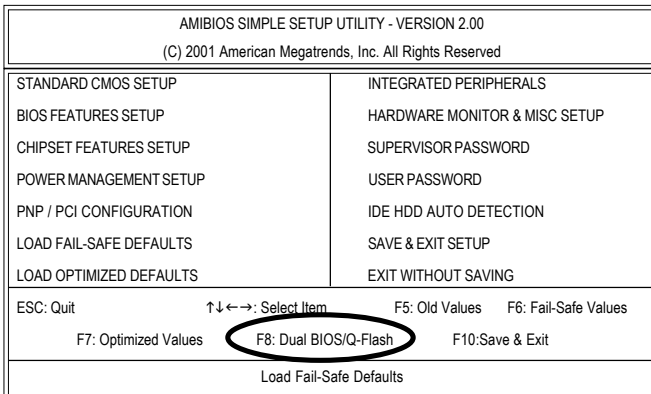 AMIBIOS SIMPLE SETUP UTILITY - VERSION 2.00
(C) 2001 American Megatrends, Inc. All Rights Reserved
STANDARD CMOS SETUP
INTEGRATED PERIPHERALS
BIOS FEATURES SETUP
HARDWARE MONITOR & MISC SETUP
CHIPSET FEATURES SETUP
SUPERVISOR PASSWORD
POWER MANAGEMENT SETUP
USER PASSWORD
PNP / PCI CONFIGURATION
IDE HDD AUTO DETECTION
LOAD FAIL-SAFE DEFAULTS
SAVE & EXIT SETUP
LOAD OPTIMIZED DEFAULTS
EXIT WITHOUT SAVING
ESC: Quit ↑↓←→: Select Item F5: Old Values F6: Fail-Safe Values
F7: Optimized Values F8: Dual BIOS/Q-Flash F10:Save & Exit
Load Fail-Safe Defaults